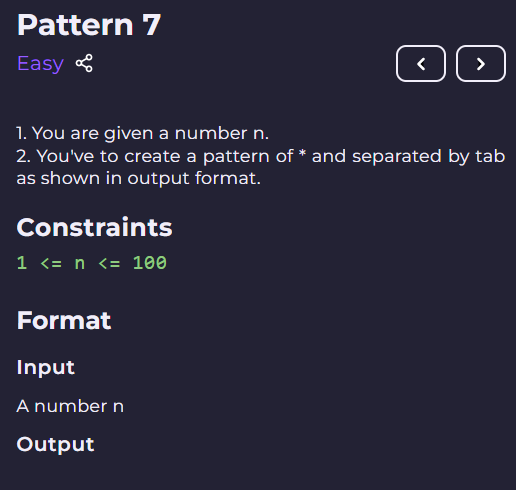 Pattern 7
Easy
1. You are given a number n.
2. You've to create a pattern of * and separated by tab
as shown in output format.
Constraints
1 <= n <= 100
Format
Input
A number n
Output